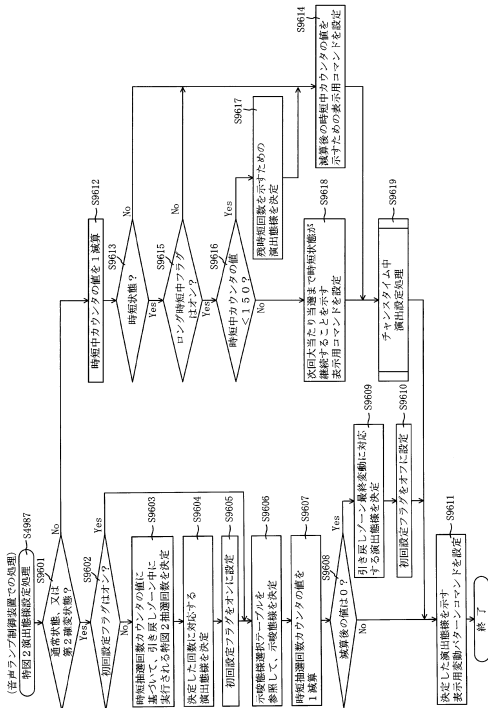 (音声ランプ制御装置での処理)
特図2演出態様設定処理
S4987
S9601
通常状態, 又は
第2確変状態?
No
Yes
S9602
初回設定フラグはオン?
Yes
No
S9603
時短抽選回数カウンタの値に
基づいて, 引き戻しゾーン中に
実行される特図2抽選回数を決定
S9604
決定した回数に対応する
演出態様を決定
S9605
初回設定フラグをオンに設定
S9606
示唆態様選択テーブルを
参照して, 示唆態様を決定
S9607
時短抽選回数カウンタの値を
1減算
S9608
減算後の値は0?
Yes
No
S9609
引き戻しゾーン最終変動に対応
する演出態様を決定
S9610
初回設定フラグをオフに設定
S9611
決定した演出態様を示す
表示用変動パターンコマンドを設定
終了
S9612
時短中カウンタの値を1減算
S9613
時短状態?
No
Yes
S9615
ロング時短中フラグ
はオン?
No
Yes
S9616
時短中カウンタの値
<150?
Yes
No
S9617
残時短回数を示すための
演出態様を決定
S9614
減算後の時短中カウンタの値を
示すための表示用コマンドを設定
S9618
次回大当たり当選まで時短状態が
継続することを示す
表示用コマンドを設定
S9619
チャンスタイム中
演出設定処理